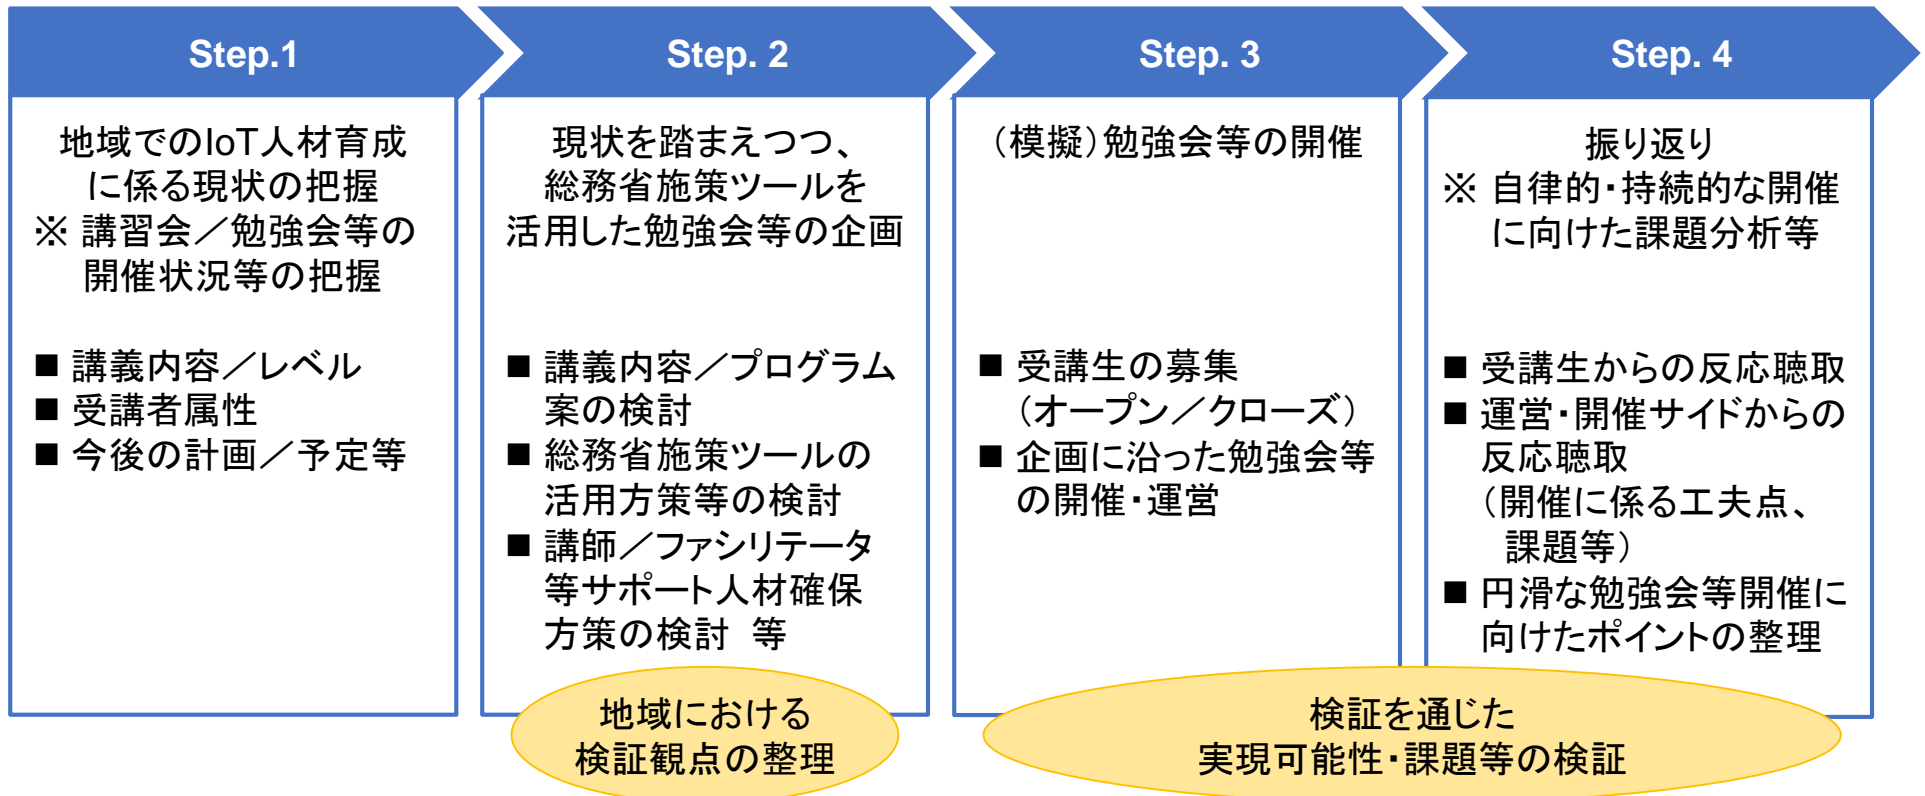 Step.1
地域でのIoT人材育成
に係る現状の把握
※ 講習会／勉強会等の
開催状況等の把握
■ 講義内容／レベル
■ 受講者属性
■ 今後の計画／予定等
Step. 2
現状を踏まえつつ、
総務省施策ツールを
活用した勉強会等の企画
■ 講義内容／プログラム
案の検討
■ 総務省施策ツールの
活用方策等の検討
■ 講師／ファシリテータ
等サポート人材確保
方策の検討 等
地域における
検証観点の整理
Step. 3
（模擬）勉強会等の開催
■ 受講生の募集
（オープン／クローズ）
■ 企画に沿った勉強会等
の開催・運営
Step. 4
振り返り
※ 自律的・持続的な開催
に向けた課題分析等
■ 受講生からの反応聴取
■ 運営・開催サイドからの
反応聴取
（開催に係る工夫点、
課題等）
■ 円滑な勉強会等開催に
向けたポイントの整理
検証を通じた
実現可能性・課題等の検証